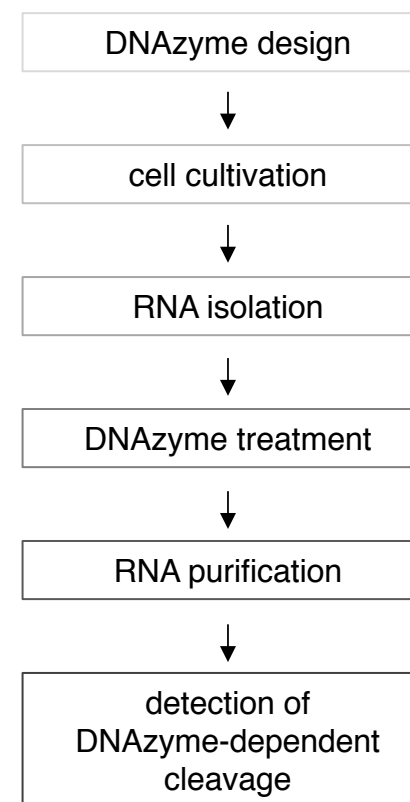 DNAzyme design
cell cultivation
RNA isolation
DNAzyme treatment
RNA purification
detection of
DNAzyme-dependent
cleavage